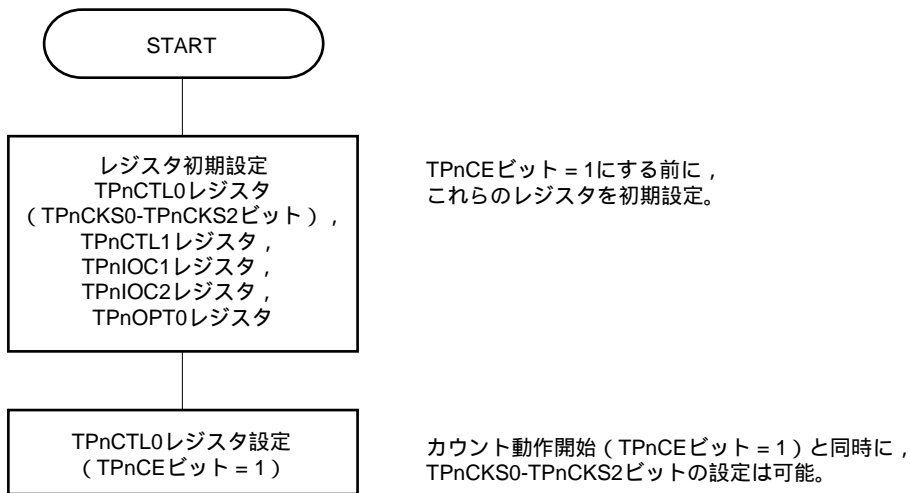 START
レジスタ初期設定
TPnCTL0レジスタ
（TPnCKS0-TPnCKS2ビット），
TPnCTL1レジスタ，
TPnIOC1レジスタ，
TPnIOC2レジスタ，
TPnOPT0レジスタ
TPnCEビット = 1にする前に，
これらのレジスタを初期設定。
TPnCTL0レジスタ設定
（TPnCEビット = 1）
カウント動作開始（TPnCEビット = 1）と同時に，
TPnCKS0-TPnCKS2ビットの設定は可能。